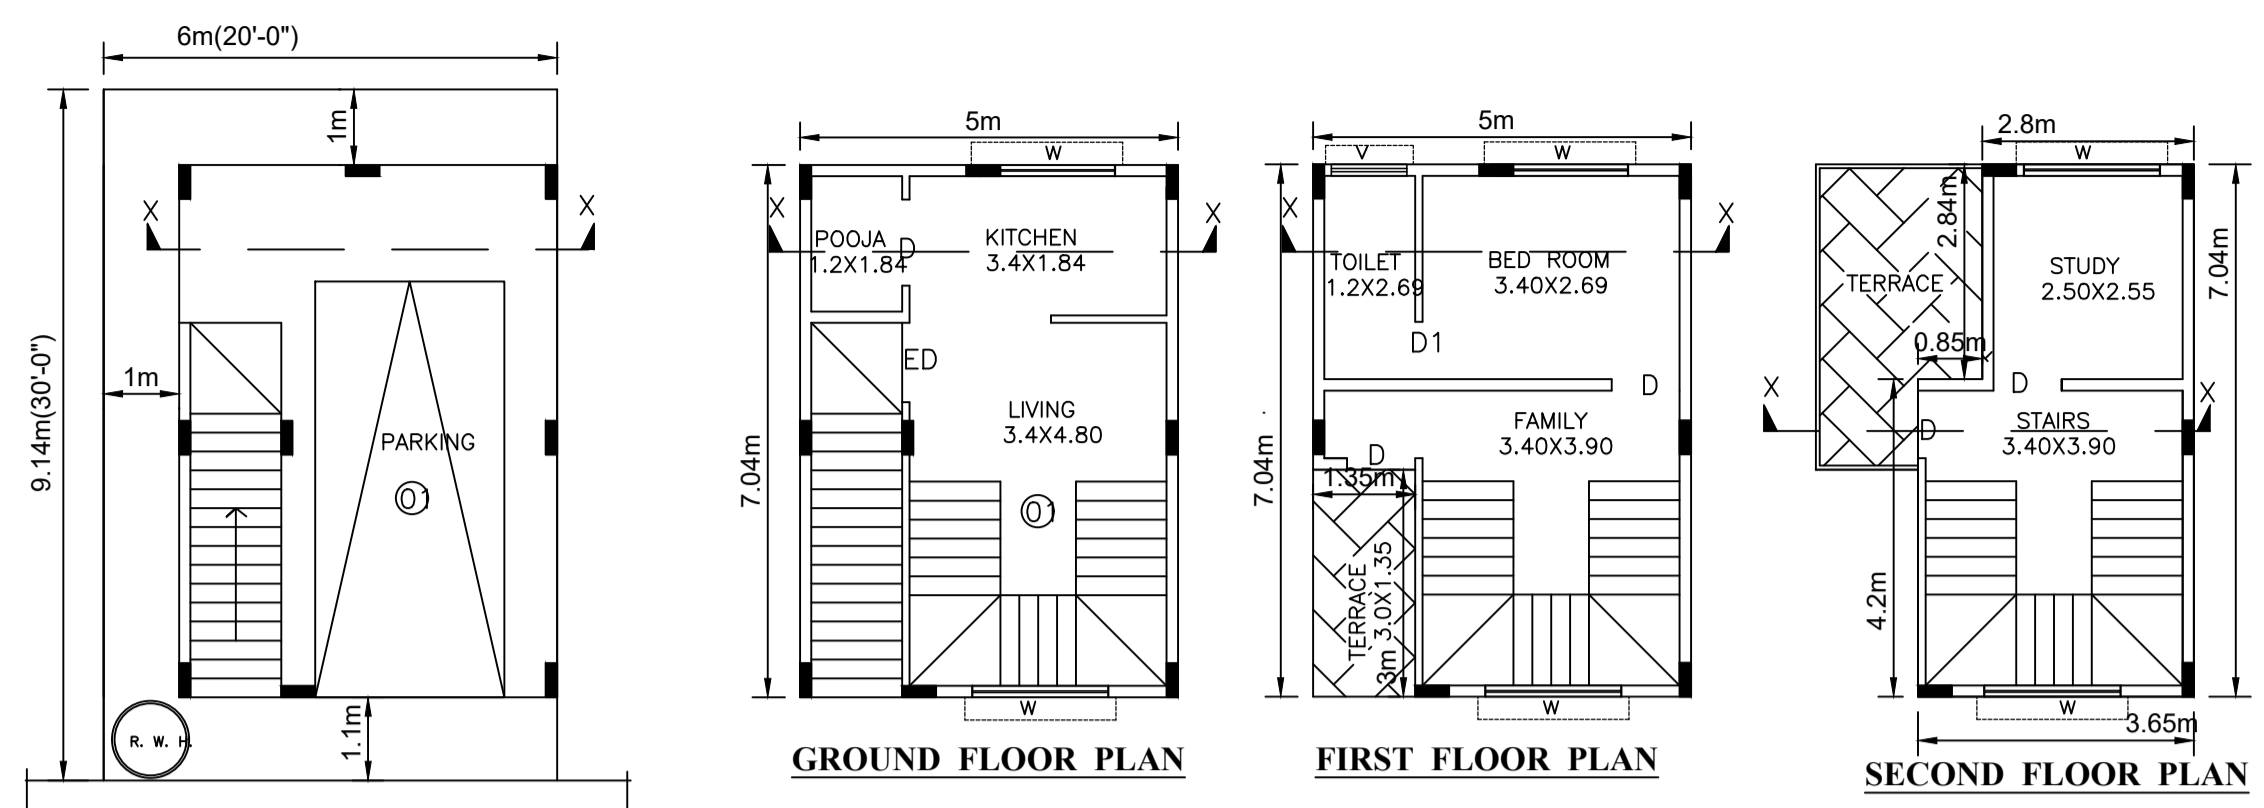 6m(20'-0")
1m
9.14m(30'-0")
X
X
1m
PARKING
01
1.1m
R. W. H.
5m
W
7.04m
X
X
POOJA
1.2X1.84
D
KITCHEN
3.4X1.84
ED
LIVING
3.4X4.80
01
W
GROUND FLOOR PLAN
5m
V
W
7.04m
X
X
TOILET
1.2X2.69
BED ROOM
3.40X2.69
D1
D
FAMILY
3.40X3.90
D
1.35m
TERRACE
3.0X1.35
3m
W
FIRST FLOOR PLAN
2.8m
W
2.84m
7.04m
TERRACE
STUDY
2.50X2.55
0.85m
D
X
X
D
STAIRS
3.40X3.90
4.2m
W
3.65m
SECOND FLOOR PLAN